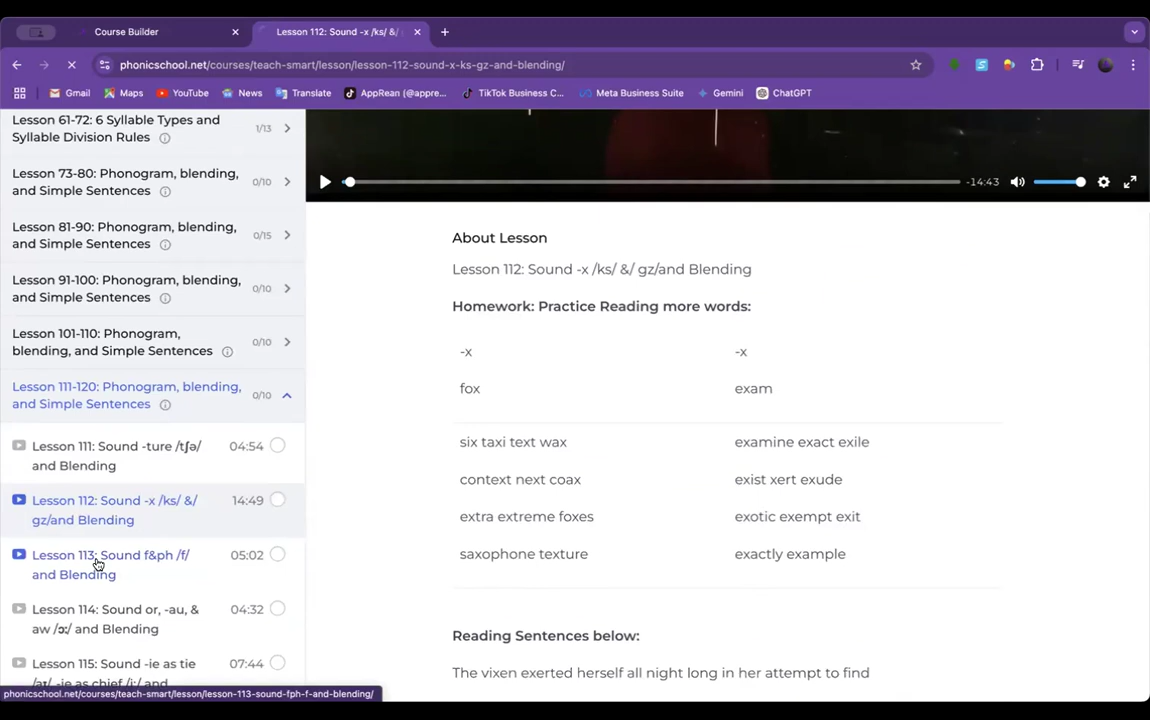 Course Builder
Lesson 112: Sound -x /ks/ &/
phonicschool.net/courses/teach-smart/lesson/lesson-112-sound-x-ks-gz-and-blending/
Gmail Maps YouTube News Translate AppRean (@appre... TikTok Business C... Meta Business Suite Gemini ChatGPT
Lesson 61-72: 6 Syllable Types and
Syllable Division Rules
1/13
Lesson 73-80: Phonogram, blending,
and Simple Sentences
0/10
Lesson 81-90: Phonogram, blending,
and Simple Sentences
0/15
Lesson 91-100: Phonogram, blending,
and Simple Sentences
0/10
Lesson 101-110: Phonogram,
blending, and Simple Sentences
0/10
Lesson 111-120: Phonogram, blending,
and Simple Sentences
0/10
Lesson 111: Sound -ture /tʃə/
and Blending
04:54
Lesson 112: Sound -x /ks/ &/
gz/and Blending
14:49
Lesson 113: Sound f&ph /f/
and Blending
05:02
Lesson 114: Sound or, -au, &
aw /ɔː/ and Blending
04:32
Lesson 115: Sound -ie as tie
/aɪ/, -ie as chief /iː/ and
07:44
phonicschool.net/courses/teach-smart/lesson/lesson-113-sound-fph-f-and-blending/
-14:43
About Lesson
Lesson 112: Sound -x /ks/ &/ gz/and Blending
Homework: Practice Reading more words:
-x -x
fox exam
six taxi text wax examine exact exile
context next coax exist xert exude
extra extreme foxes exotic exempt exit
saxophone texture exactly example
Reading Sentences below:
The vixen exerted herself all night long in her attempt to find